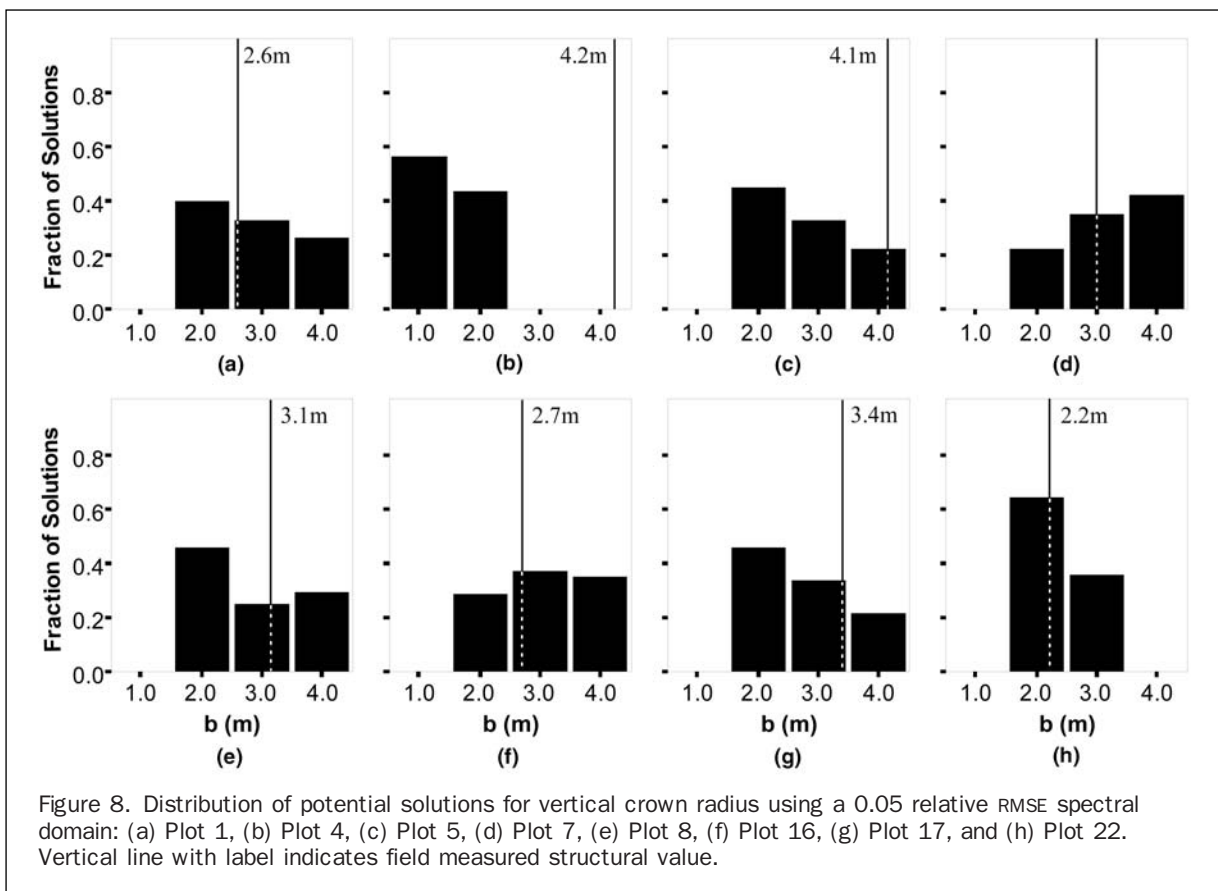 2.6m 4.2m 4.1m
Fraction of Solutions
0.8
0.6
0.4
0.2
0.0
1.0 2.0 3.0 4.0 1.0 2.0 3.0 4.0 1.0 2.0 3.0 4.0 1.0 2.0 3.0 4.0
(a) (b) (c) (d)
3.1m 2.7m 3.4m 2.2m
Fraction of Solutions
0.8
0.6
0.4
0.2
0.0
1.0 2.0 3.0 4.0 1.0 2.0 3.0 4.0 1.0 2.0 3.0 4.0 1.0 2.0 3.0 4.0
b (m) b (m) b (m) b (m)
(e) (f) (g) (h)
Figure 8. Distribution of potential solutions for vertical crown radius using a 0.05 relative RMSE spectral
domain: (a) Plot 1, (b) Plot 4, (c) Plot 5, (d) Plot 7, (e) Plot 8, (f) Plot 16, (g) Plot 17, and (h) Plot 22.
Vertical line with label indicates field measured structural value.